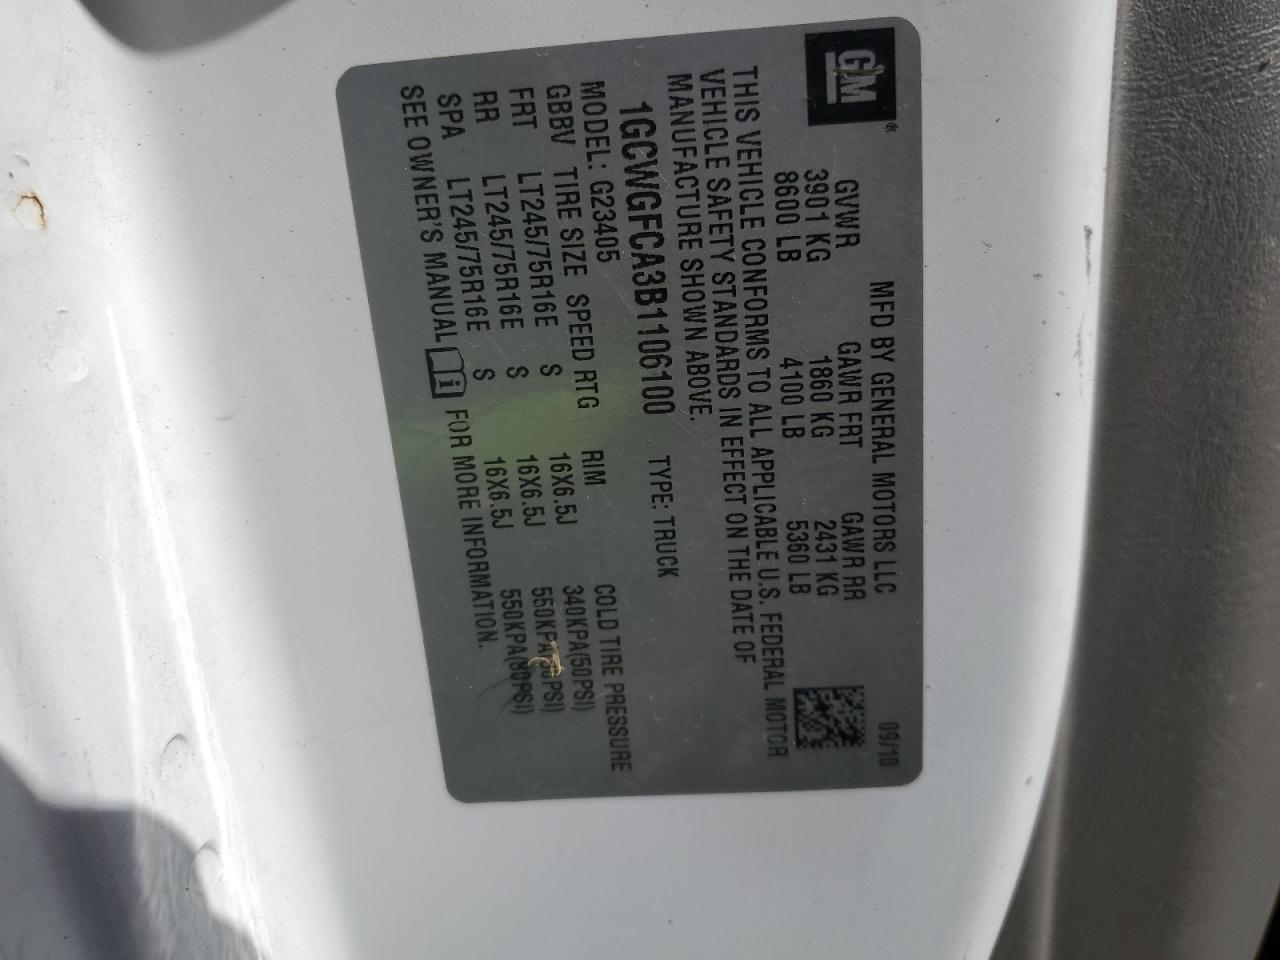 GM®
MFD BY GENERAL MOTORS LLC 09/10
GVWR GAWR FRT GAWR RR
3901 KG 1860 KG 2431 KG
8600 LB 4100 LB 5360 LB
THIS VEHICLE CONFORMS TO ALL APPLICABLE U.S. FEDERAL MOTOR
VEHICLE SAFETY STANDARDS IN EFFECT ON THE DATE OF
MANUFACTURE SHOWN ABOVE.
1GCWGFCA3B1106100 TYPE: TRUCK
MODEL: G23405
GBBV TIRE SIZE SPEED RTG RIM COLD TIRE PRESSURE
FRT LT245/75R16E S 16X6.5J 340KPA(50PSI)
RR LT245/75R16E S 16X6.5J 550KPA(80PSI)
SPA LT245/75R16E S 16X6.5J 550KPA(80PSI)
SEE OWNER'S MANUAL i FOR MORE INFORMATION.